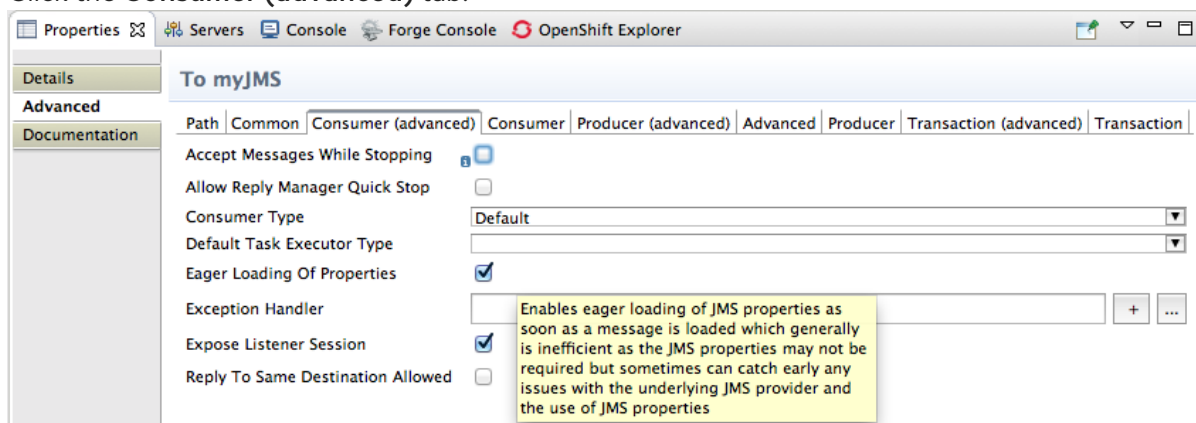 Click the Consumer (advanced) tab.
Properties Servers Console Forge Console OpenShift Explorer
Details
To myJMS
Advanced
Path Common Consumer (advanced) Consumer Producer (advanced) Advanced Producer Transaction (advanced) Transaction
Documentation
Accept Messages While Stopping
Allow Reply Manager Quick Stop
Consumer Type Default
Default Task Executor Type
Eager Loading Of Properties
Exception Handler + ...
Enables eager loading of JMS properties as
soon as a message is loaded which generally
is inefficient as the JMS properties may not be
required but sometimes can catch early any
issues with the underlying JMS provider and
the use of JMS properties
Expose Listener Session
Reply To Same Destination Allowed